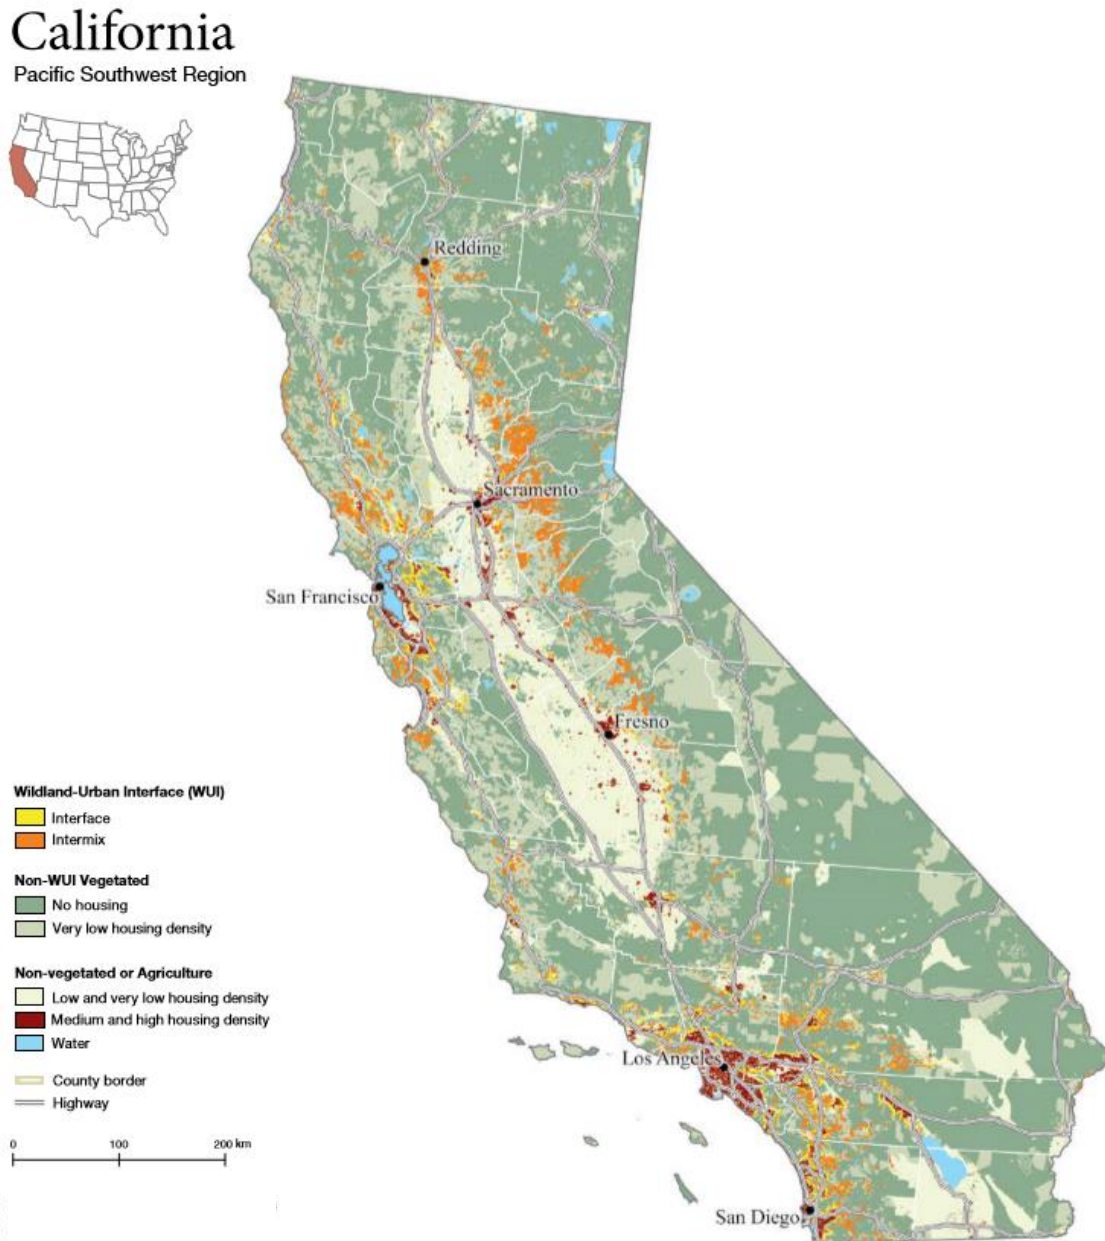 California
Pacific Southwest Region
Redding
Sacramento
San Francisco
Fresno
Los Angeles
San Diego
Wildland-Urban Interface (WUI)
Interface
Intermix
Non-WUI Vegetated
No housing
Very low housing density
Non-vegetated or Agriculture
Low and very low housing density
Medium and high housing density
Water
County border
Highway
0 100 200 km